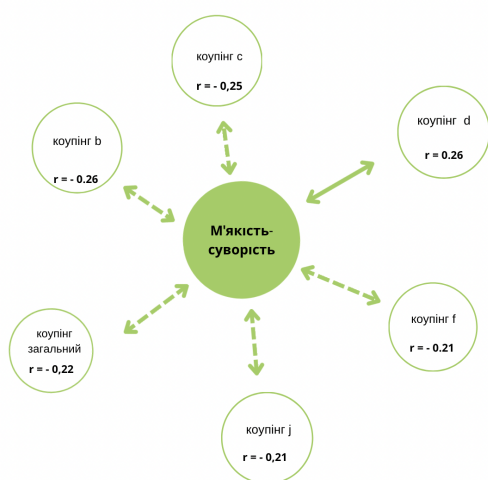 коупінг с
r = - 0,25
коупінг d
r = 0.26
коупінг b
r = - 0.26
М'якість-
суворість
коупінг f
r = - 0.21
коупінг
загальний
r = - 0,22
коупінг j
r = - 0,21